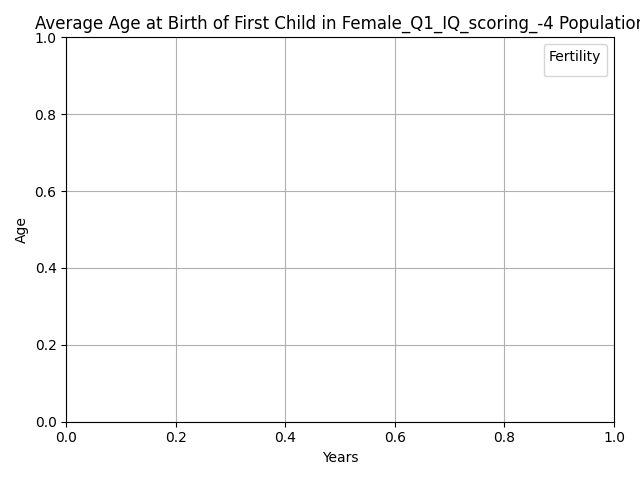 Average Age at Birth of First Child in Female_Q1_IQ_scoring_-4 Population
Fertility
1.0
0.8
0.6
0.4
0.2
0.0
Age
0.0 0.2 0.4 0.6 0.8 1.0
Years